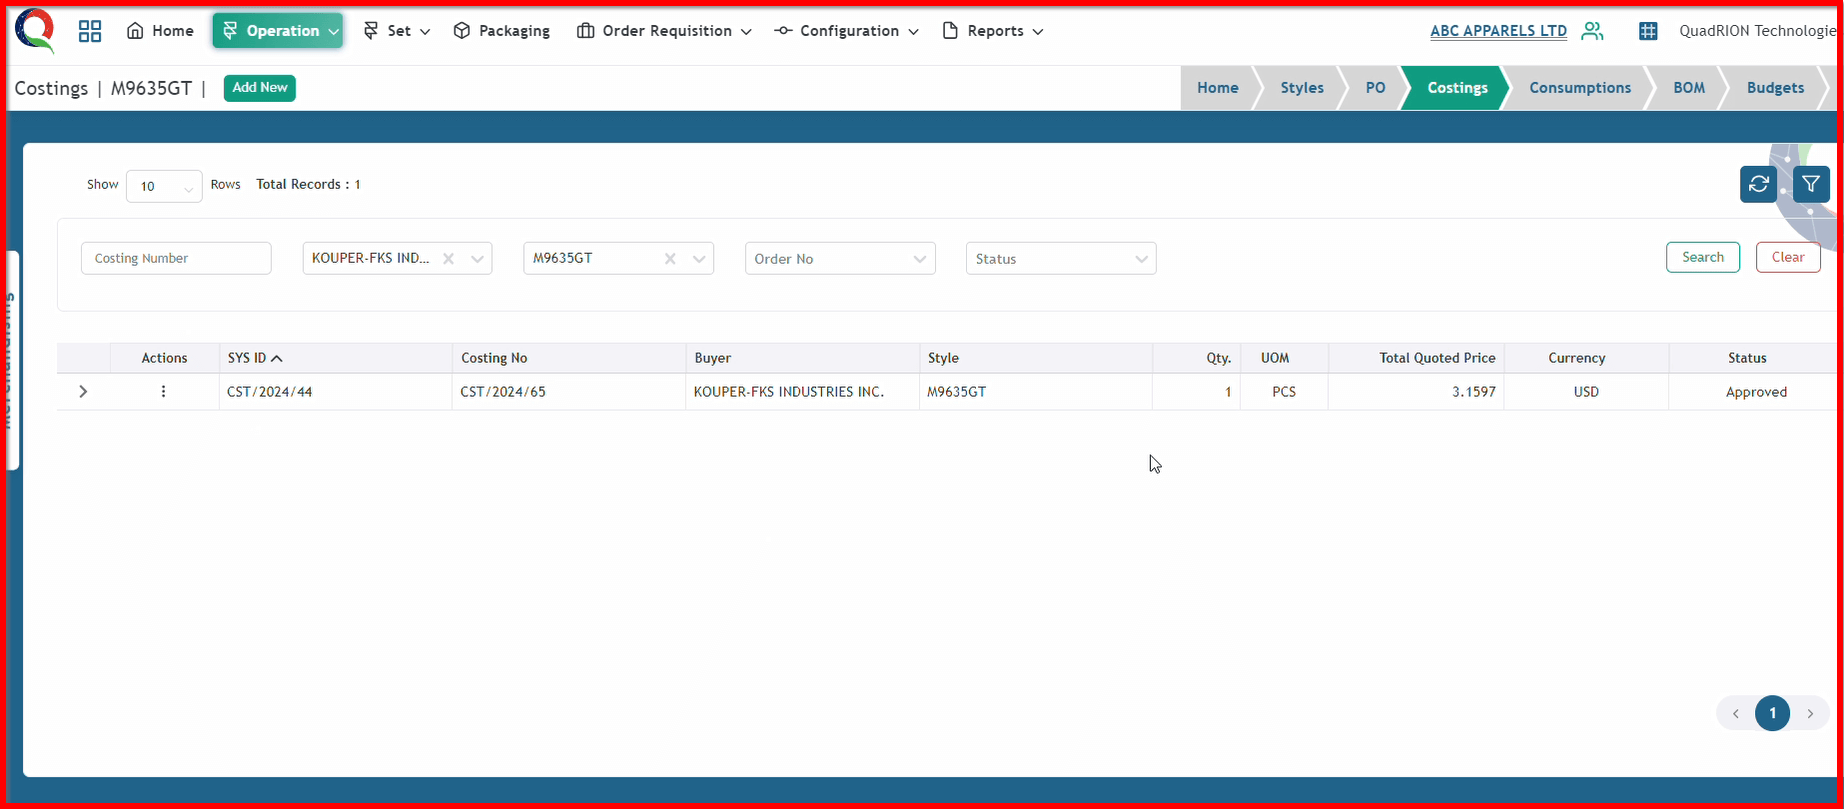 Home Operation Set Packaging Order Requisition Configuration Reports ABC APPARELS LTD QuadRION Technologie
Costings | M9635GT | Add New Home Styles PO Costings Consumptions BOM Budgets
Show 10 Rows Total Records : 1
Costing Number KOUPER-FKS IND... M9635GT Order No Status Search Clear
Actions SYS ID Costing No Buyer Style Qty. UOM Total Quoted Price Currency Status
CST/2024/44 CST/2024/65 KOUPER-FKS INDUSTRIES INC. M9635GT 1 PCS 3.1597 USD Approved
1